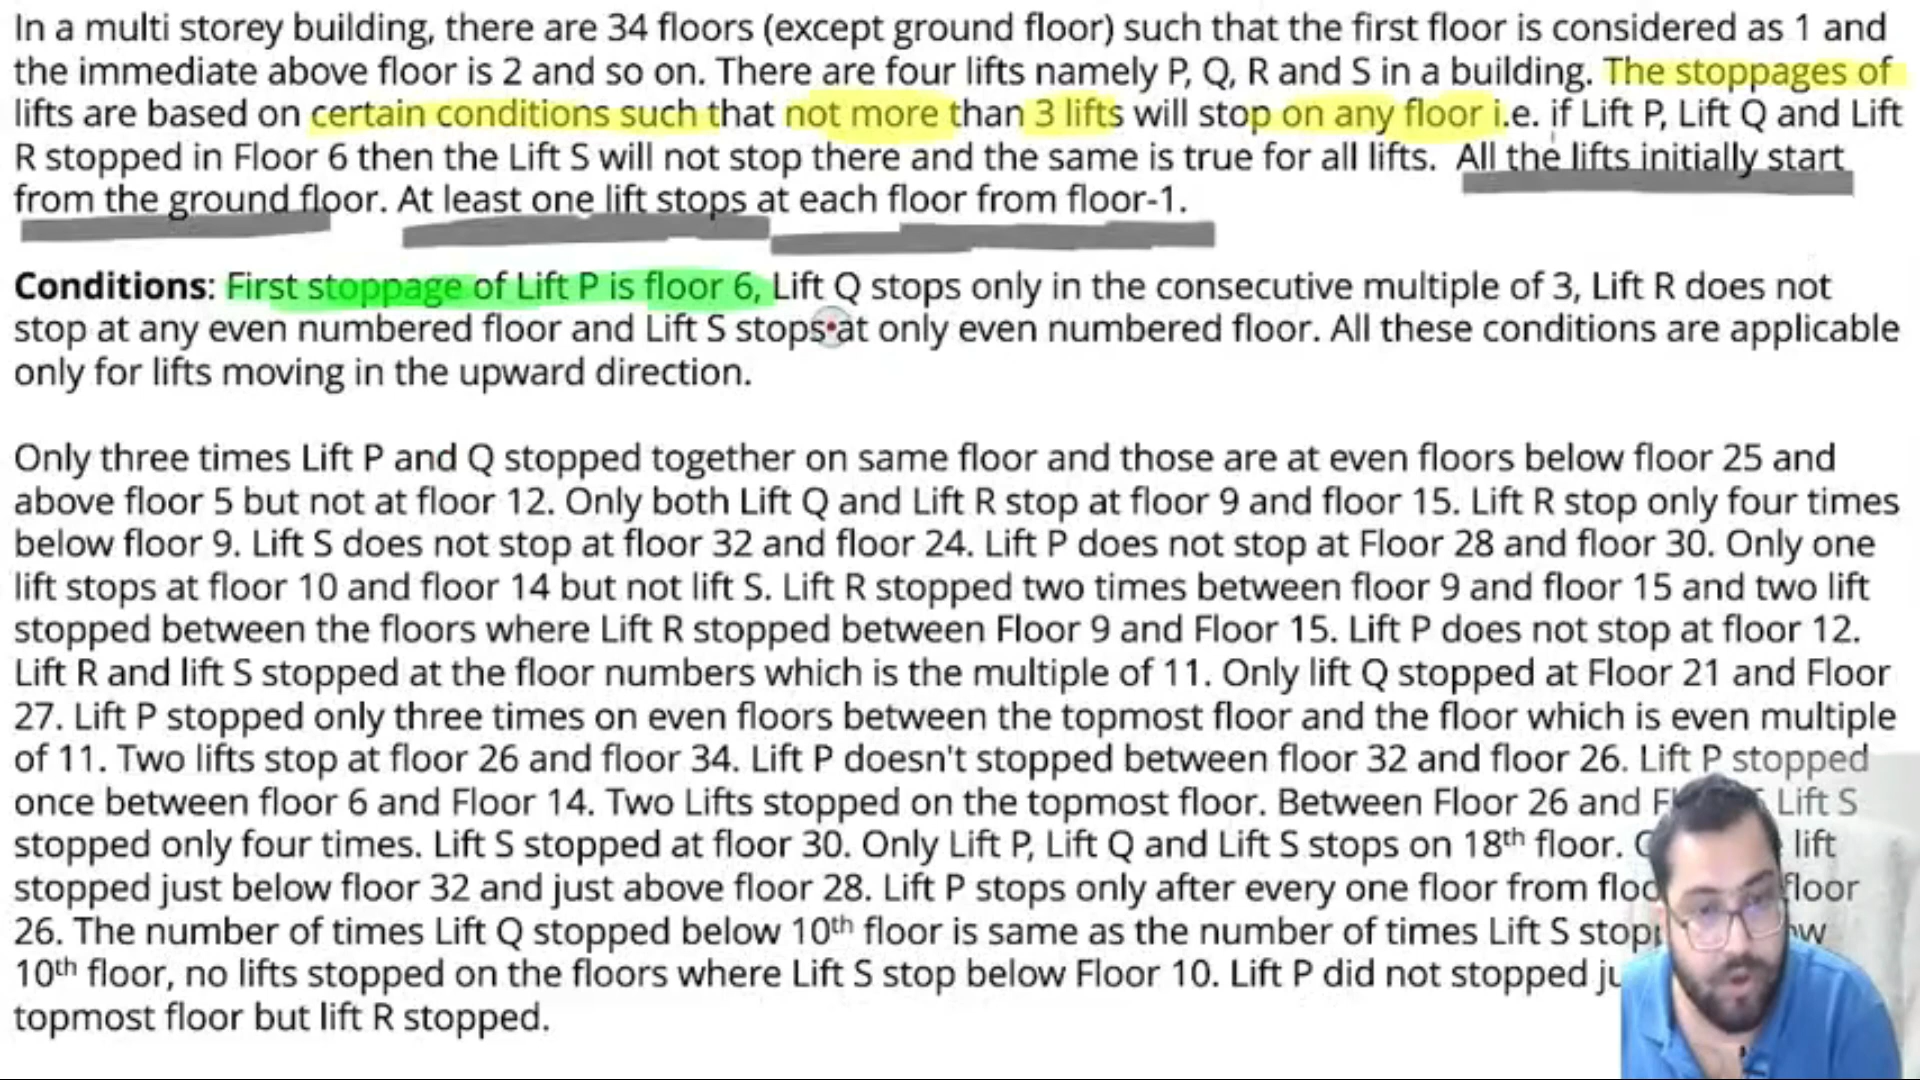 In a multi storey building, there are 34 floors (except ground floor) such that the first floor is considered as 1 and
the immediate above floor is 2 and so on. There are four lifts namely P, Q, R and S in a building. The stoppages of
lifts are based on certain conditions such that not more than 3 lifts will stop on any floor i.e. if Lift P, Lift Q and Lift
R stopped in Floor 6 then the Lift S will not stop there and the same is true for all lifts. All the lifts initially start
from the ground floor. At least one lift stops at each floor from floor-1.
Conditions: First stoppage of Lift P is floor 6, Lift Q stops only in the consecutive multiple of 3, Lift R does not
stop at any even numbered floor and Lift S stops at only even numbered floor. All these conditions are applicable
only for lifts moving in the upward direction.
Only three times Lift P and Q stopped together on same floor and those are at even floors below floor 25 and
above floor 5 but not at floor 12. Only both Lift Q and Lift R stop at floor 9 and floor 15. Lift R stop only four times
below floor 9. Lift S does not stop at floor 32 and floor 24. Lift P does not stop at Floor 28 and floor 30. Only one
lift stops at floor 10 and floor 14 but not lift S. Lift R stopped two times between floor 9 and floor 15 and two lift
stopped between the floors where Lift R stopped between Floor 9 and Floor 15. Lift P does not stop at floor 12.
Lift R and lift S stopped at the floor numbers which is the multiple of 11. Only lift Q stopped at Floor 21 and Floor
27. Lift P stopped only three times on even floors between the topmost floor and the floor which is even multiple
of 11. Two lifts stop at floor 26 and floor 34. Lift P doesn't stopped between floor 32 and floor 26. Lift P stopped
once between floor 6 and Floor 14. Two Lifts stopped on the topmost floor. Between Floor 26 and Lift S
stopped only four times. Lift S stopped at floor 30. Only Lift P, Lift Q and Lift S stops on 18th floor. lift
stopped just below floor 32 and just above floor 28. Lift P stops only after every one floor from floor
26. The number of times Lift Q stopped below 10th floor is same as the number of times Lift S
10th floor, no lifts stopped on the floors where Lift S stop below Floor 10. Lift P did not stopped
topmost floor but lift R stopped.